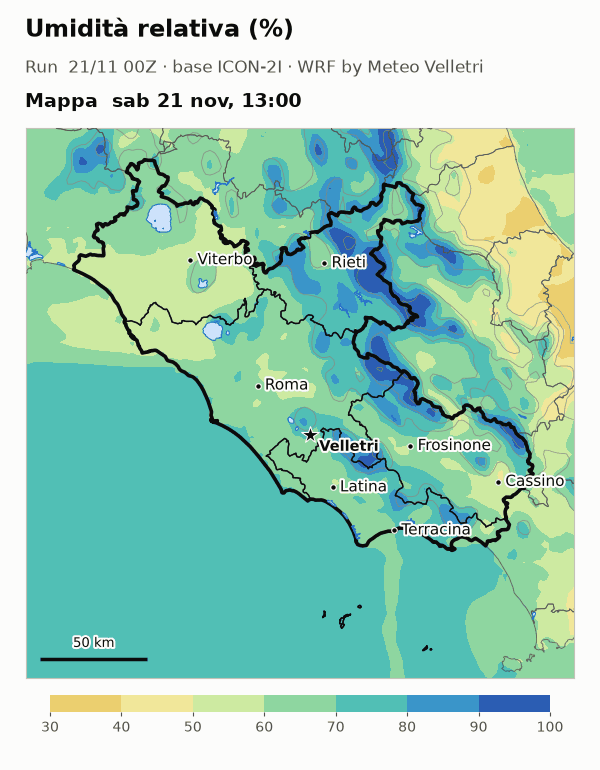 Umidità relativa (%)
Run  21/11 00Z · base ICON-2I · WRF by Meteo Velletri
Mappa  sab 21 nov, 13:00
Viterbo
Rieti
Roma
Velletri
Frosinone
Cassino
Latina
Terracina
50 km
30 40 50 60 70 80 90 100